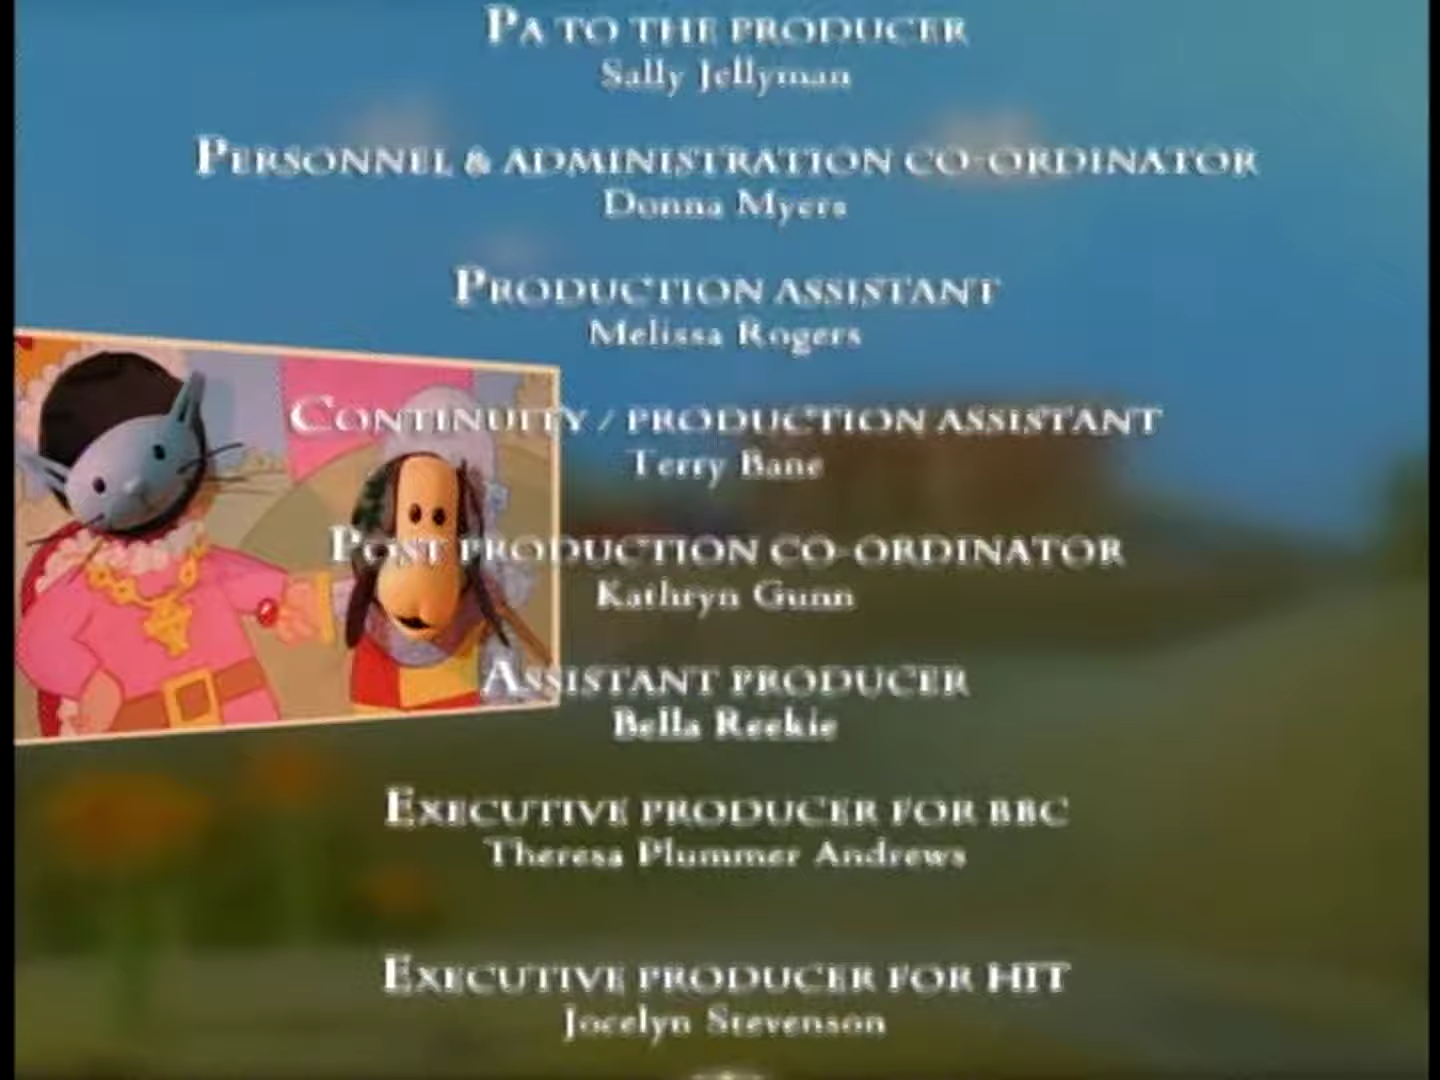 PA TO THE PRODUCER
Sally Jellyman
PERSONNEL & ADMINISTRATION CO-ORDINATOR
Donna Myers
PRODUCTION ASSISTANT
Melissa Rogers
CONTINUITY / PRODUCTION ASSISTANT
Terry Bane
POST PRODUCTION CO-ORDINATOR
Kathryn Gunn
ASSISTANT PRODUCER
Bella Reekie
EXECUTIVE PRODUCER FOR BBC
Theresa Plummer Andrews
EXECUTIVE PRODUCER FOR HIT
Jocelyn Stevenson